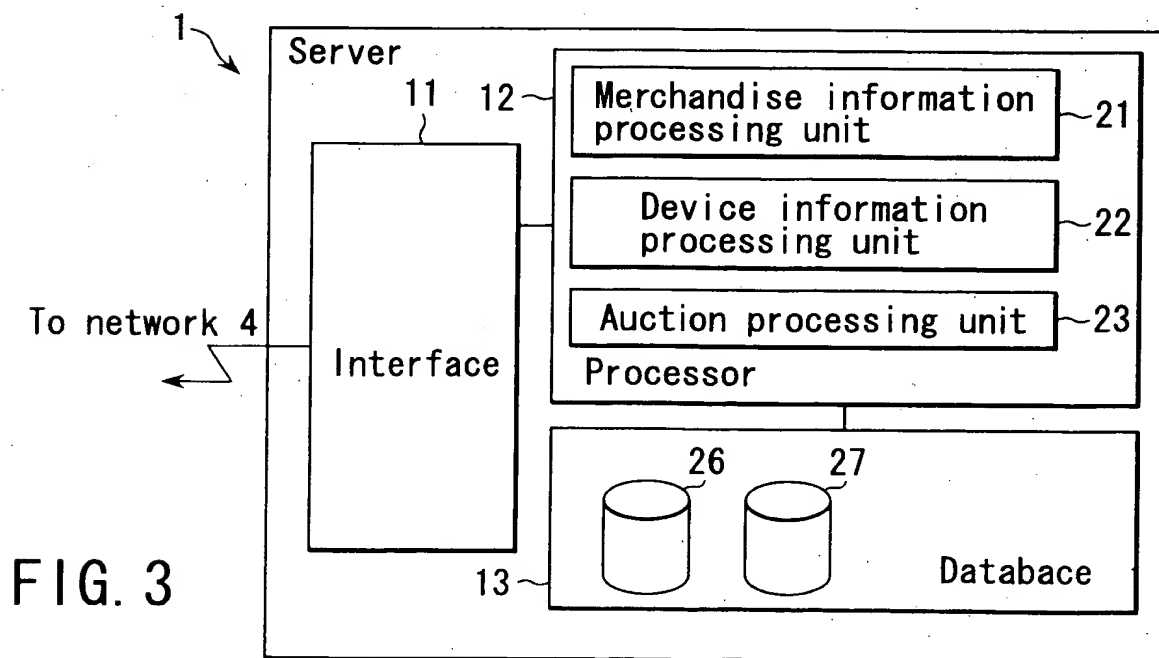 1
Server
11
12
Merchandise information
processing unit
21
Device information
processing unit
22
Auction processing unit
23
Processor
To network 4
Interface
26
27
13
Databace
FIG. 3